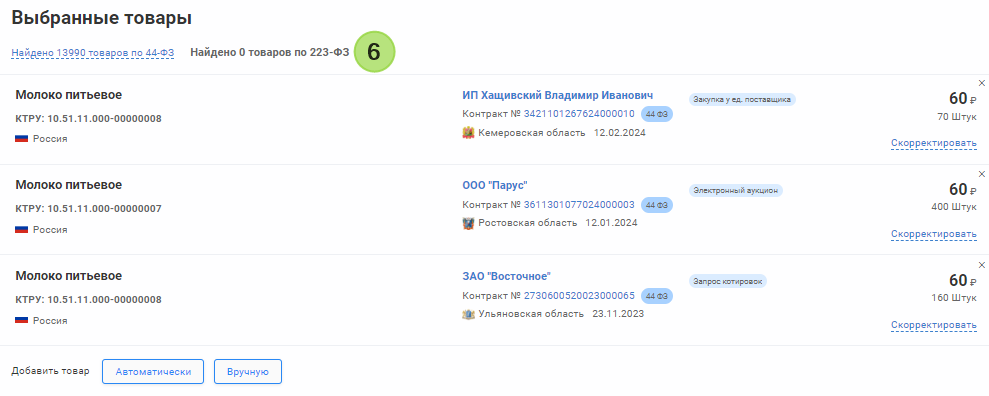 Выбранные товары
Найдено 13990 товаров по 44-ФЗ Найдено 0 товаров по 223-ФЗ 6
Молоко питьевое
КТРУ: 10.51.11.000-00000008
Россия
ИП Хащивский Владимир Иванович
Контракт № 3421101267624000010 44 ФЗ
Кемеровская область 12.02.2024
Закупка у ед. поставщика
60 ₽
70 Штук
Скорректировать
Молоко питьевое
КТРУ: 10.51.11.000-00000007
Россия
ООО "Парус"
Контракт № 3611301077024000003 44 ФЗ
Ростовская область 12.01.2024
Электронный аукцион
60 ₽
400 Штук
Скорректировать
Молоко питьевое
КТРУ: 10.51.11.000-00000008
Россия
ЗАО "Восточное"
Контракт № 2730600520023000065 44 ФЗ
Ульяновская область 23.11.2023
Запрос котировок
60 ₽
160 Штук
Скорректировать
Добавить товар Автоматически Вручную